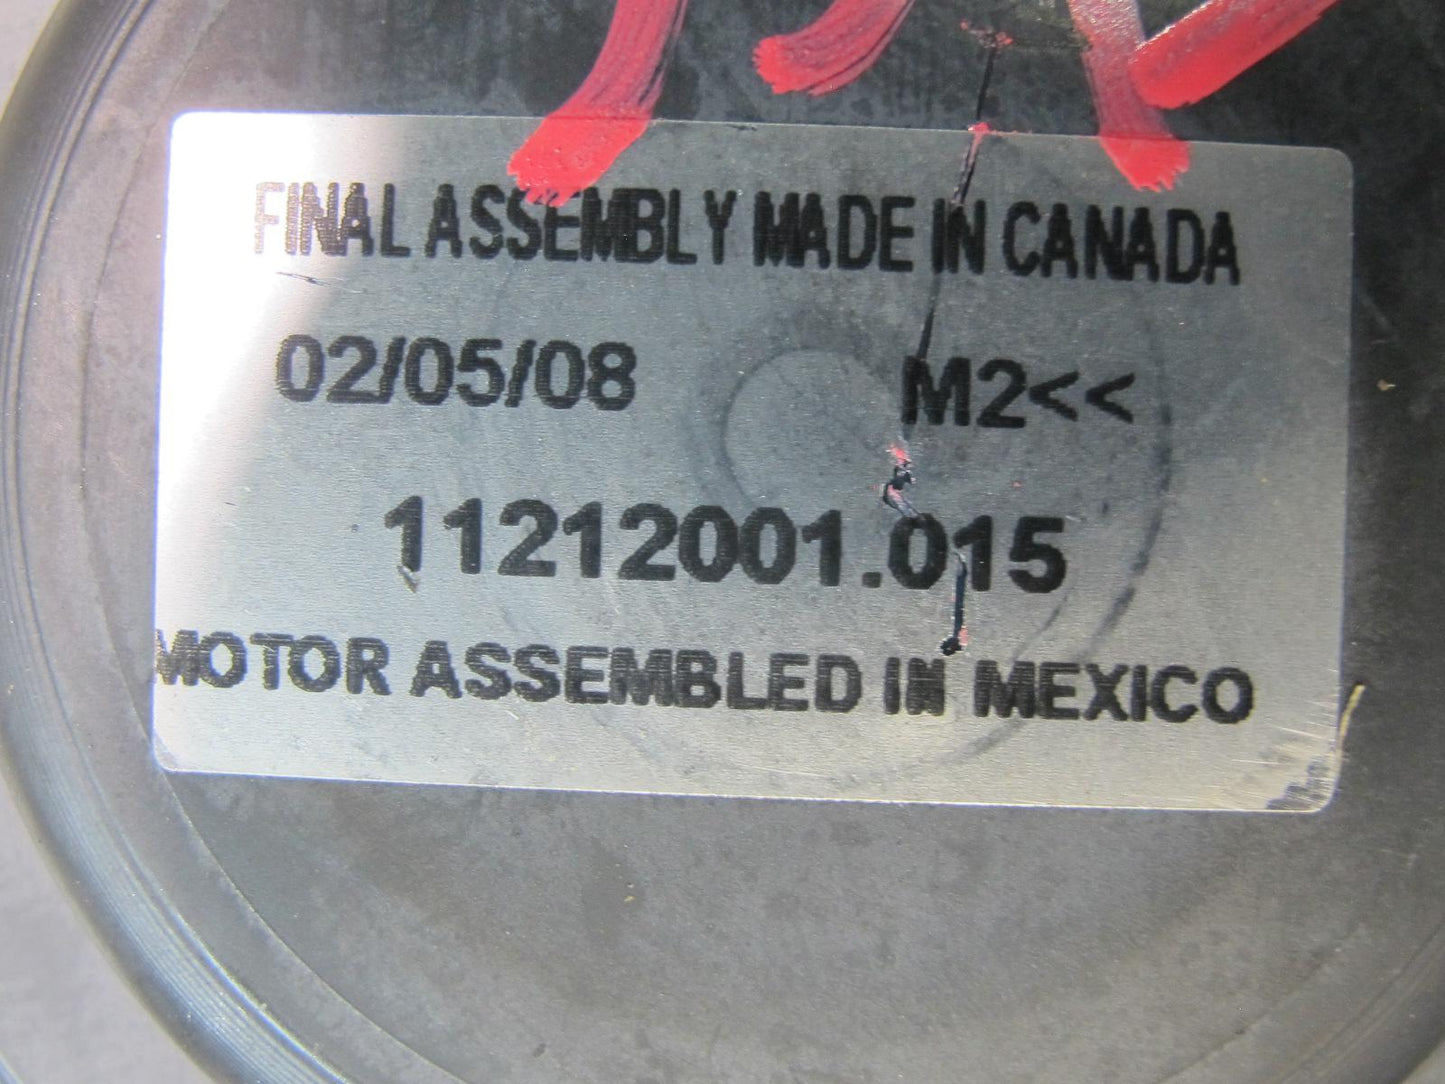 FINAL ASSEMBLY MADE IN CANADA
02/05/08 M2<<
11212001.015
MOTOR ASSEMBLED IN MEXICO